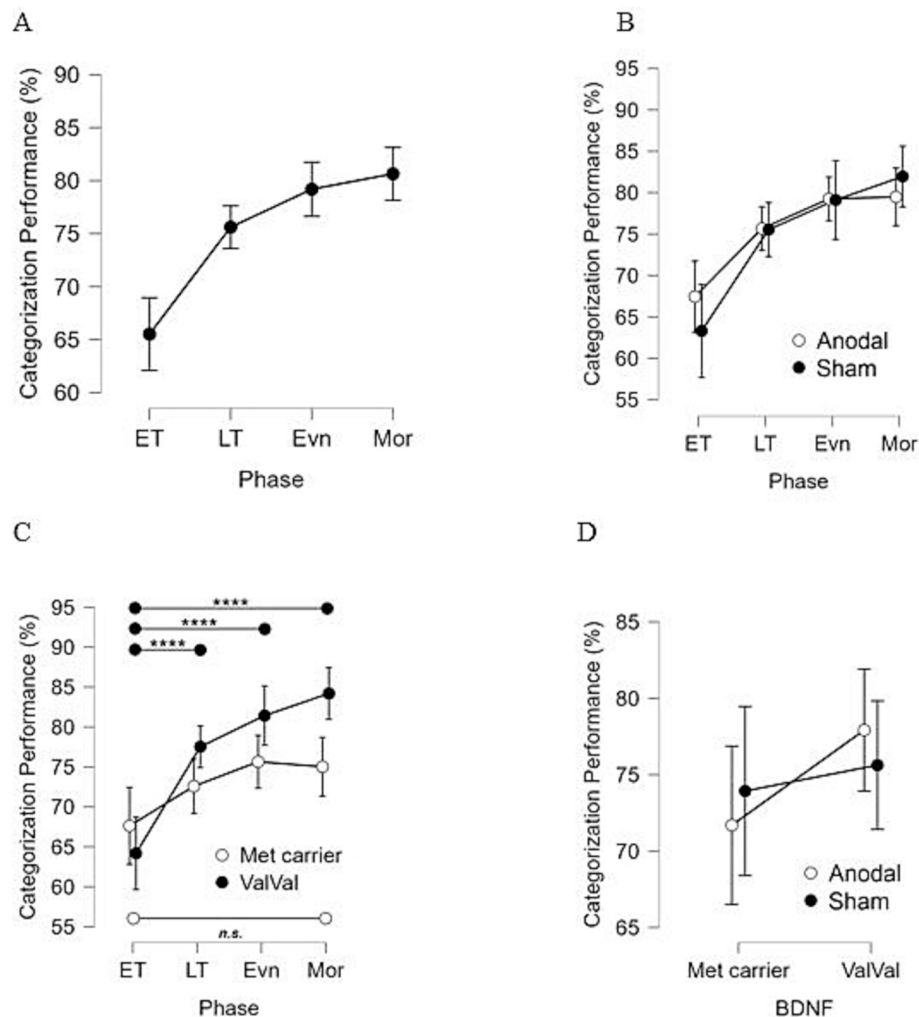 A
Categorization Performance (%)
90
85
80
75
70
65
60
ET LT Evn Mor
Phase
B
Categorization Performance (%)
95
90
85
80
75
70
65
60
55
Anodal
Sham
ET LT Evn Mor
Phase
C
Categorization Performance (%)
95
90
85
80
75
70
65
60
55
****
****
****
Met carrier
ValVal
n.s.
ET LT Evn Mor
Phase
D
Categorization Performance (%)
85
80
75
70
65
Anodal
Sham
Met carrier ValVal
BDNF